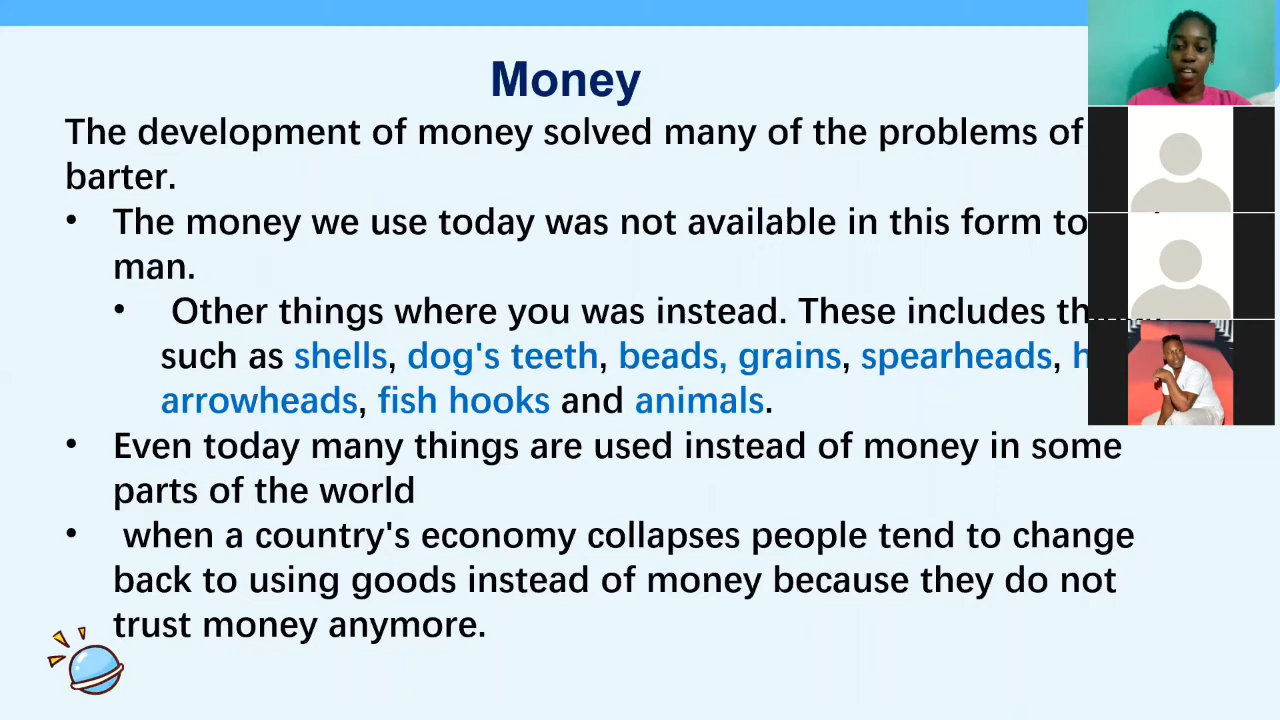 Money
The development of money solved many of the problems of
barter.
• The money we use today was not available in this form to
man.
• Other things where you was instead. These includes
such as shells, dog's teeth, beads, grains, spearheads,
arrowheads, fish hooks and animals.
• Even today many things are used instead of money in some
parts of the world
• when a country's economy collapses people tend to change
back to using goods instead of money because they do not
trust money anymore.